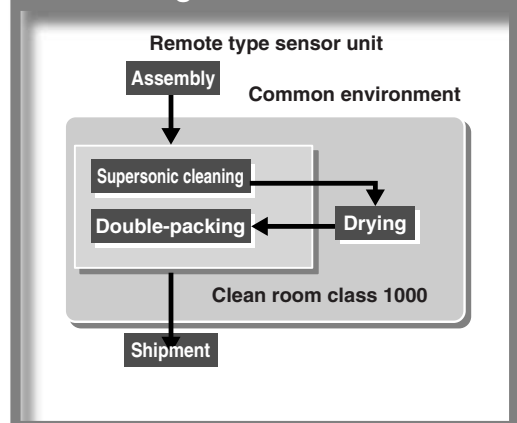 Remote type sensor unit
Assembly
Common environment
Supersonic cleaning
Double-packing
Drying
Clean room class 1000
Shipment